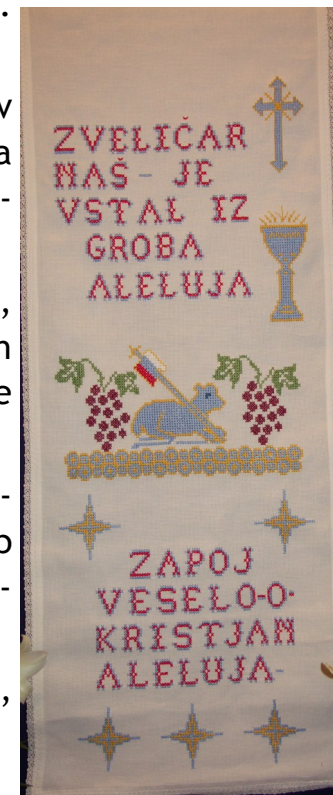 .
v
a
-
,
n
e
-
o
-
,
ZVELIČAR
NAŠ - JE
VSTAL IZ
GROBA
ALELUJA
ZAPOJ
VESELO-O-
KRISTJAN
ALELUJA-